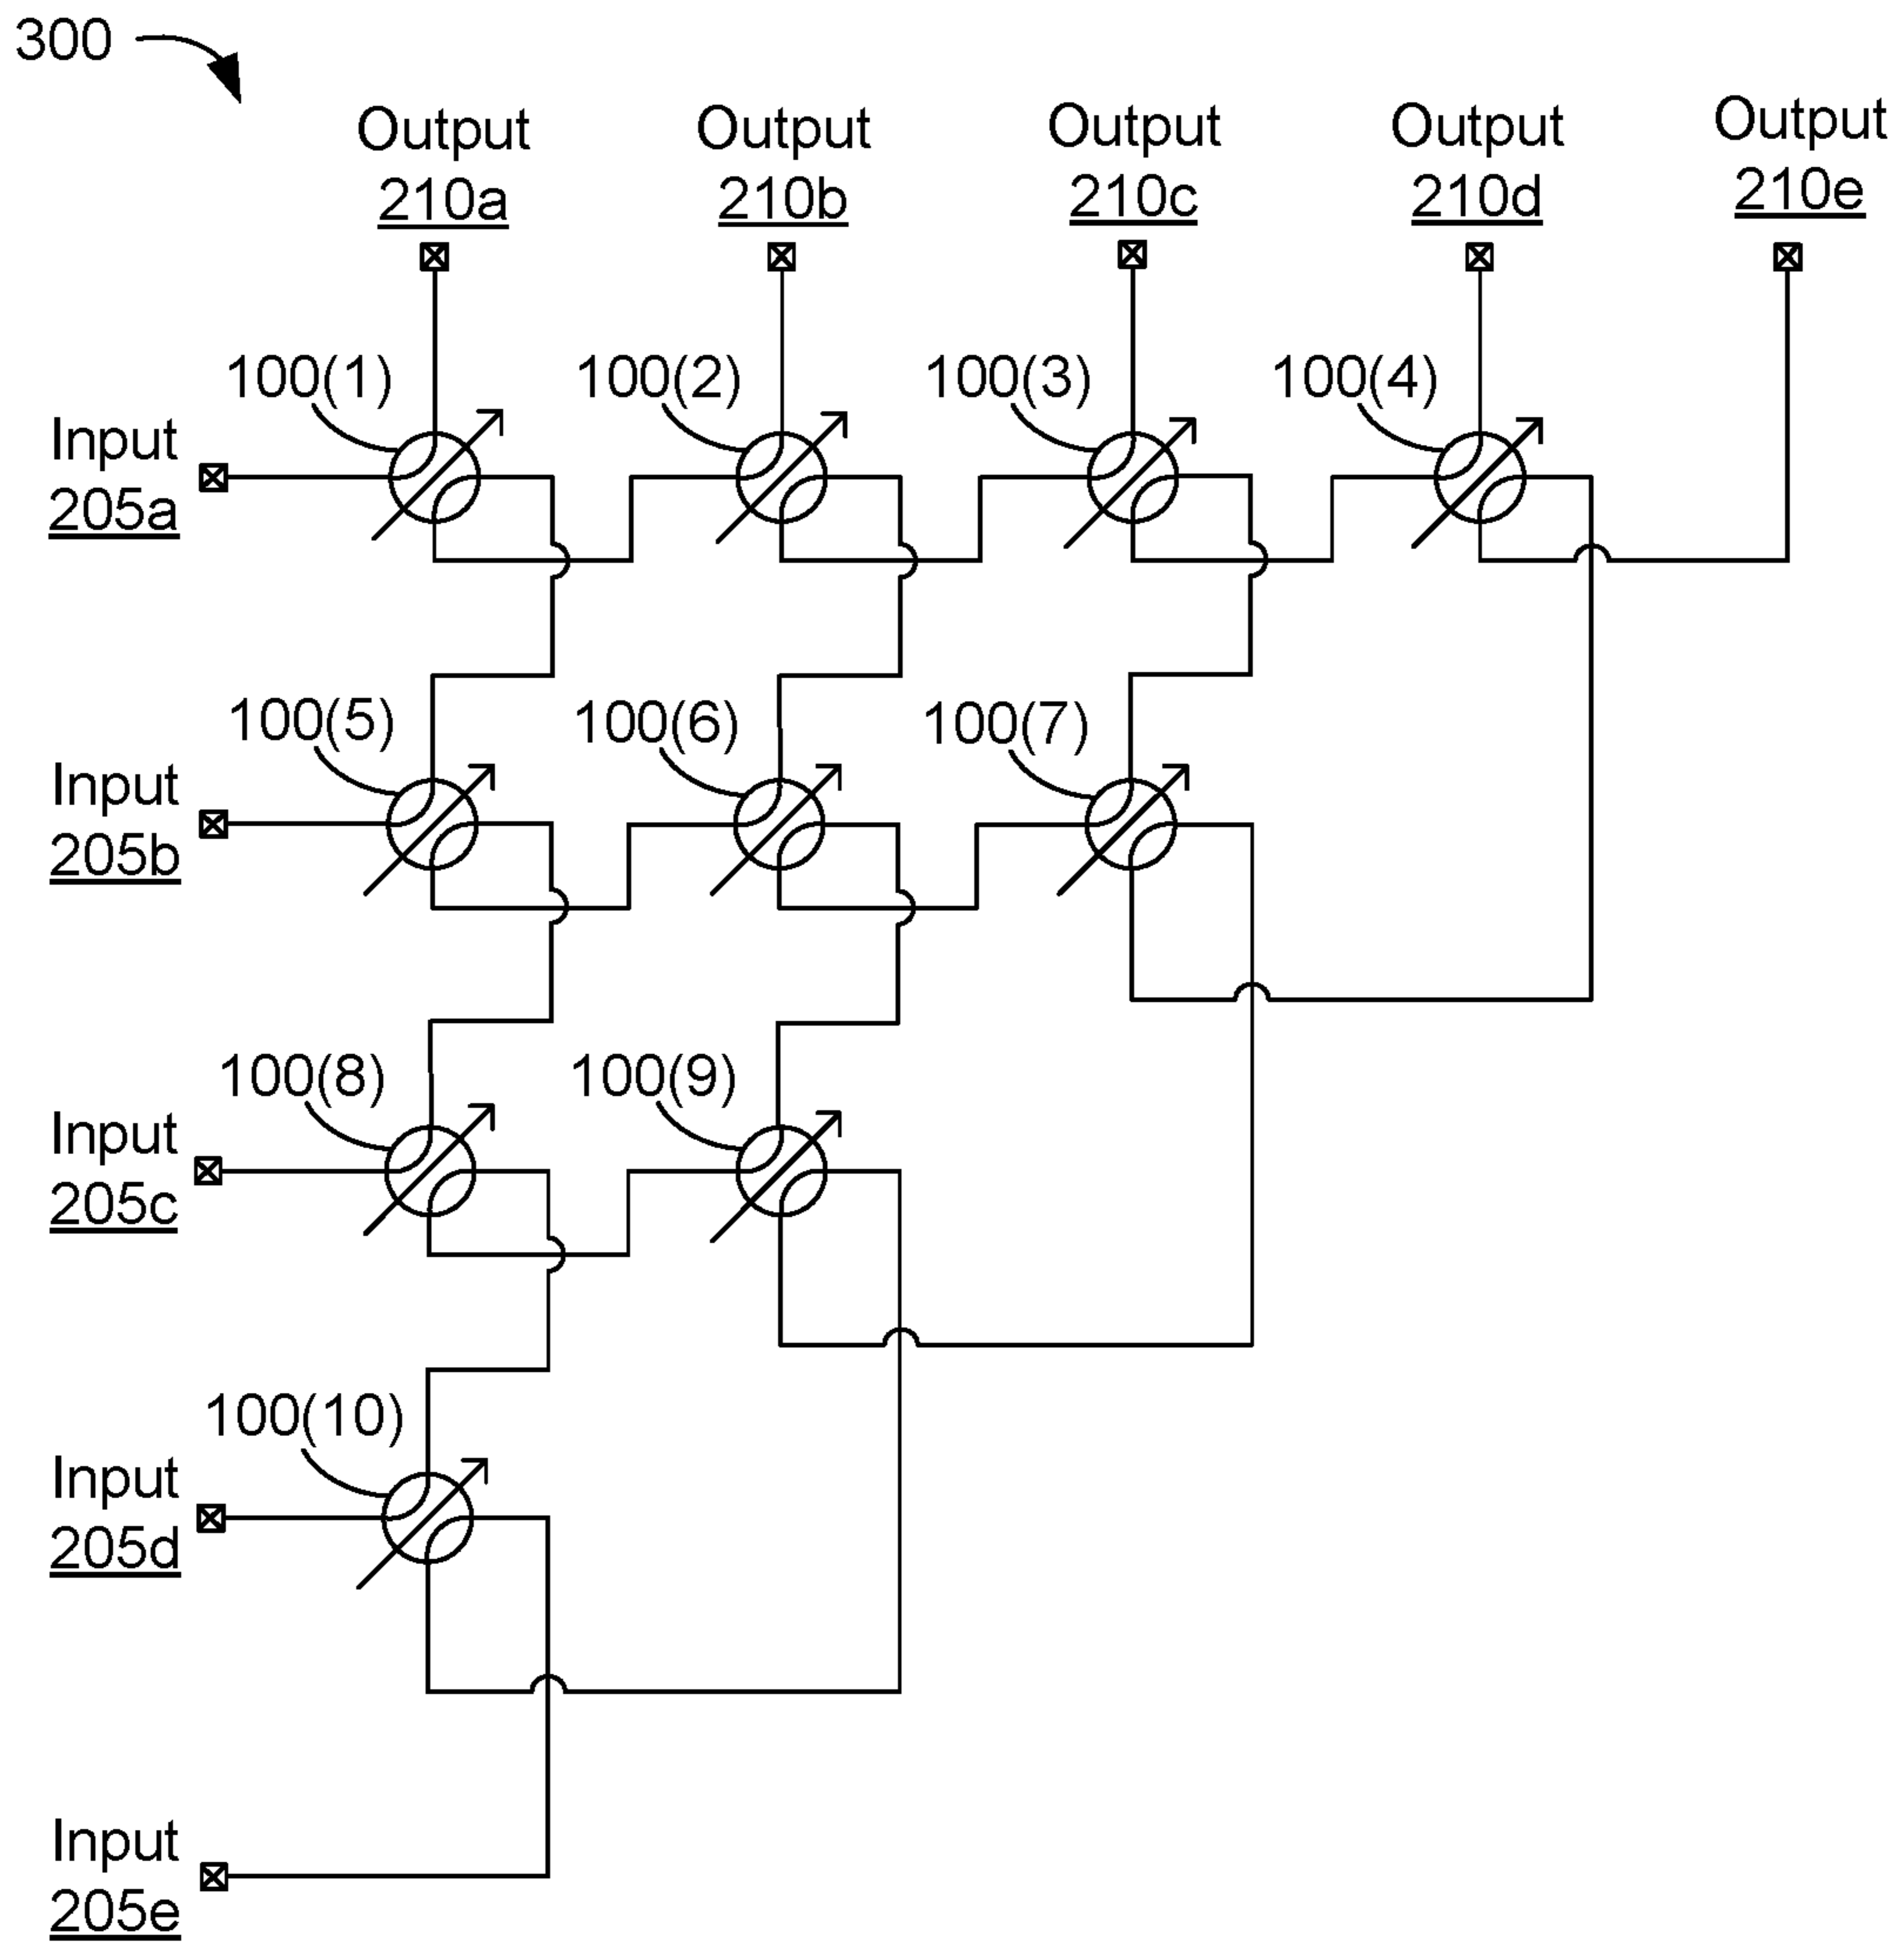 300
Output
210a
Output
210b
Output
210c
Output
210d
Output
210e
100(1)
100(2)
100(3)
100(4)
Input
205a
100(5)
100(6)
100(7)
Input
205b
100(8)
100(9)
Input
205c
100(10)
Input
205d
Input
205e